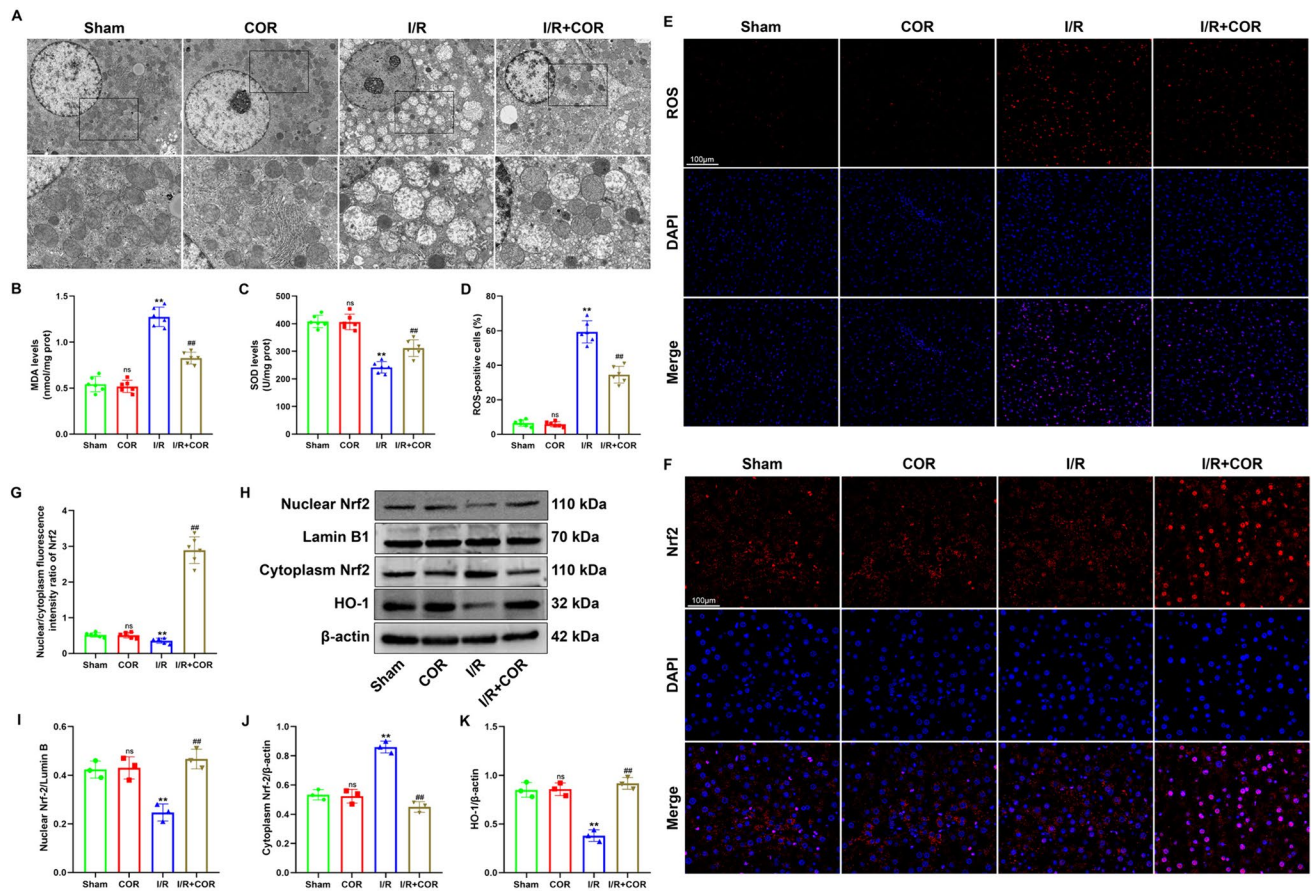 A
Sham COR I/R I/R+COR
B
MDA levels
(nmol/mg prot)
1.5
1.0
0.5
0.0
ns
**
##
Sham COR I/R I/R+COR
C
SOD levels
(U/mg prot)
500
400
300
200
100
0
ns
**
##
Sham COR I/R I/R+COR
D
ROS-positive cells (%)
80
60
40
20
0
ns
**
##
Sham COR I/R I/R+COR
E
Sham COR I/R I/R+COR
ROS
100μm
DAPI
Merge
F
Sham COR I/R I/R+COR
Nrf2
100μm
DAPI
Merge
G
Nuclear/cytoplasm fluorescence
intensity ratio of Nrf2
4
3
2
1
0
ns
**
##
Sham COR I/R I/R+COR
H
Nuclear Nrf2 110 kDa
Lamin B1 70 kDa
Cytoplasm Nrf2 110 kDa
HO-1 32 kDa
β-actin 42 kDa
Sham COR I/R I/R+COR
I
Nuclear Nrf-2/Lumin B
0.6
0.4
0.2
0.0
ns
**
##
Sham COR I/R I/R+COR
J
Cytoplasm Nrf-2/β-actin
1.0
0.8
0.6
0.4
0.2
0.0
ns
**
##
Sham COR I/R I/R+COR
K
HO-1/β-actin
1.5
1.0
0.5
0.0
ns
**
##
Sham COR I/R I/R+COR